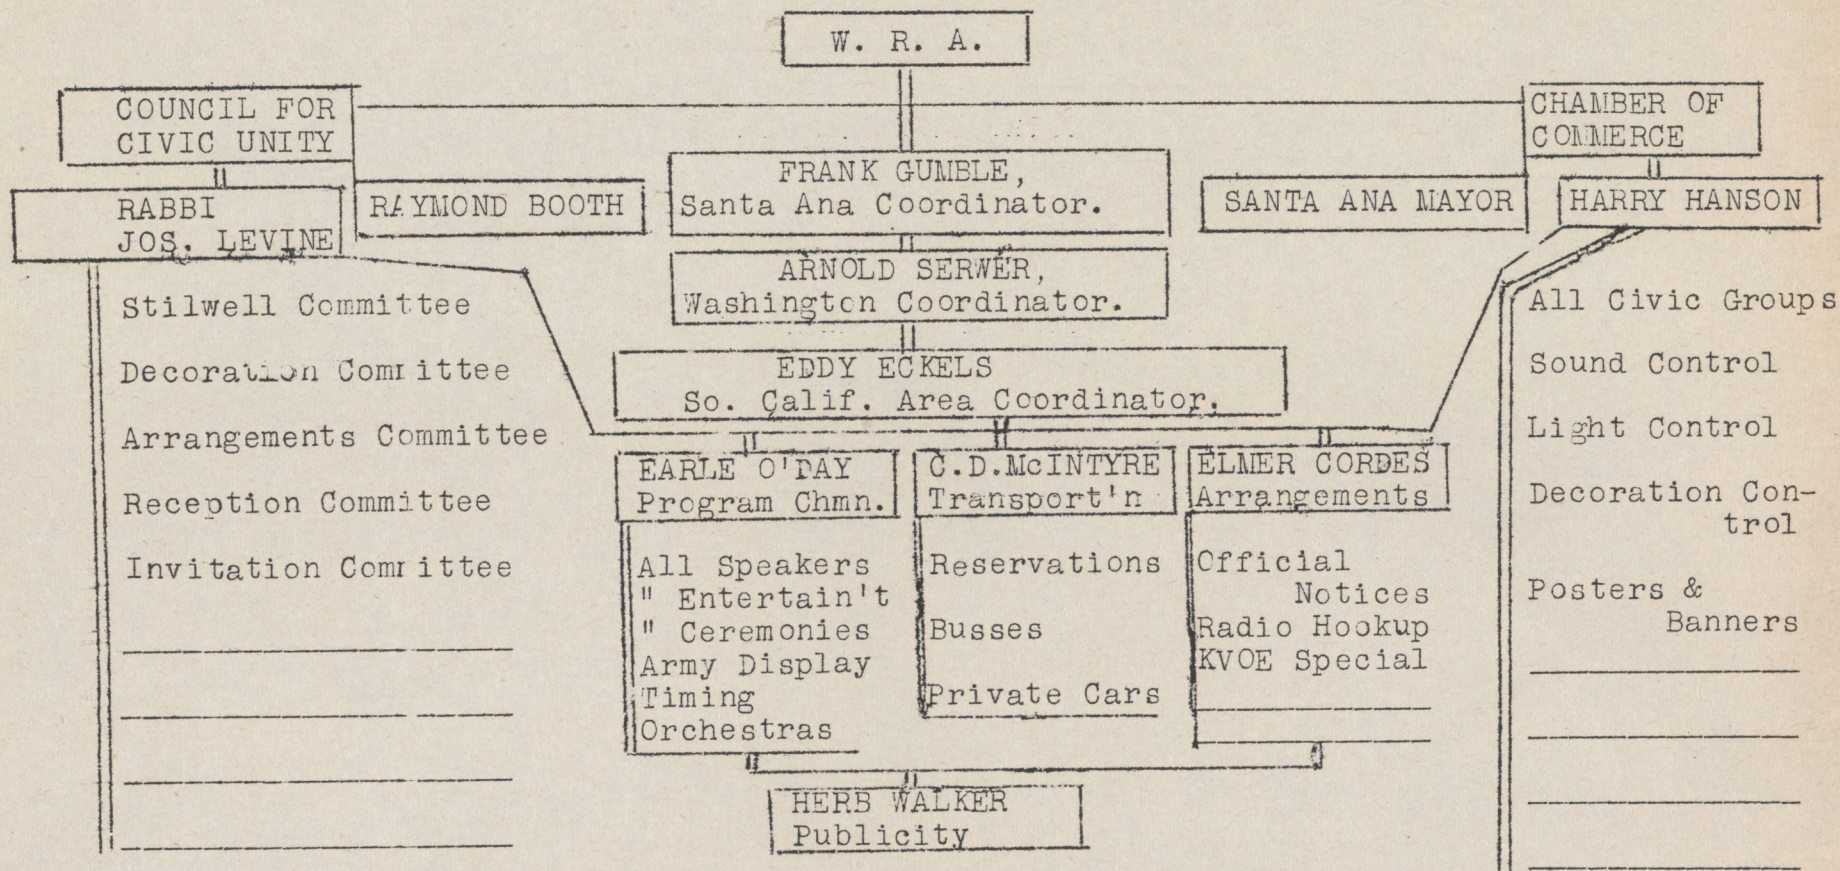 W. R. A.
COUNCIL FOR
CIVIC UNITY
CHAMBER OF
COMMERCE
RABBI
JOS. LEVINE
RAYMOND BOOTH
FRANK GUMBLE,
Santa Ana Coordinator.
SANTA ANA MAYOR
HARRY HANSON
ARNOLD SERWER,
Washington Coordinator.
EDDY ECKELS
So. Calif. Area Coordinator.
Stilwell Committee
Decoration Committee
Arrangements Committee
Reception Committee
Invitation Committee
EARLE O'DAY
Program Chmn.
All Speakers
" Entertain't
" Ceremonies
Army Display
Timing
Orchestras
C.D.McINTYRE
Transport'n
Reservations
Busses
Private Cars
ELMER CORDES
Arrangements
Official
Notices
Radio Hookup
KVOE Special
All Civic Groups
Sound Control
Light Control
Decoration Con-
trol
Posters &
Banners
HERB WALKER
Publicity